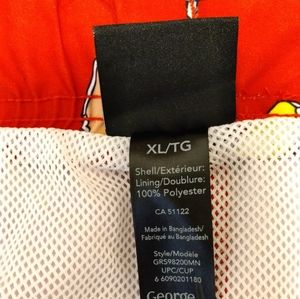 XL/TG
Shell/Extérieur:
Lining/Doublure:
100% Polyester
CA 51122
Made in Bangladesh/
Fabriqué au Bangladesh
Style/Modèle
GRS98200MN
UPC/CUP
6 6090201180
George